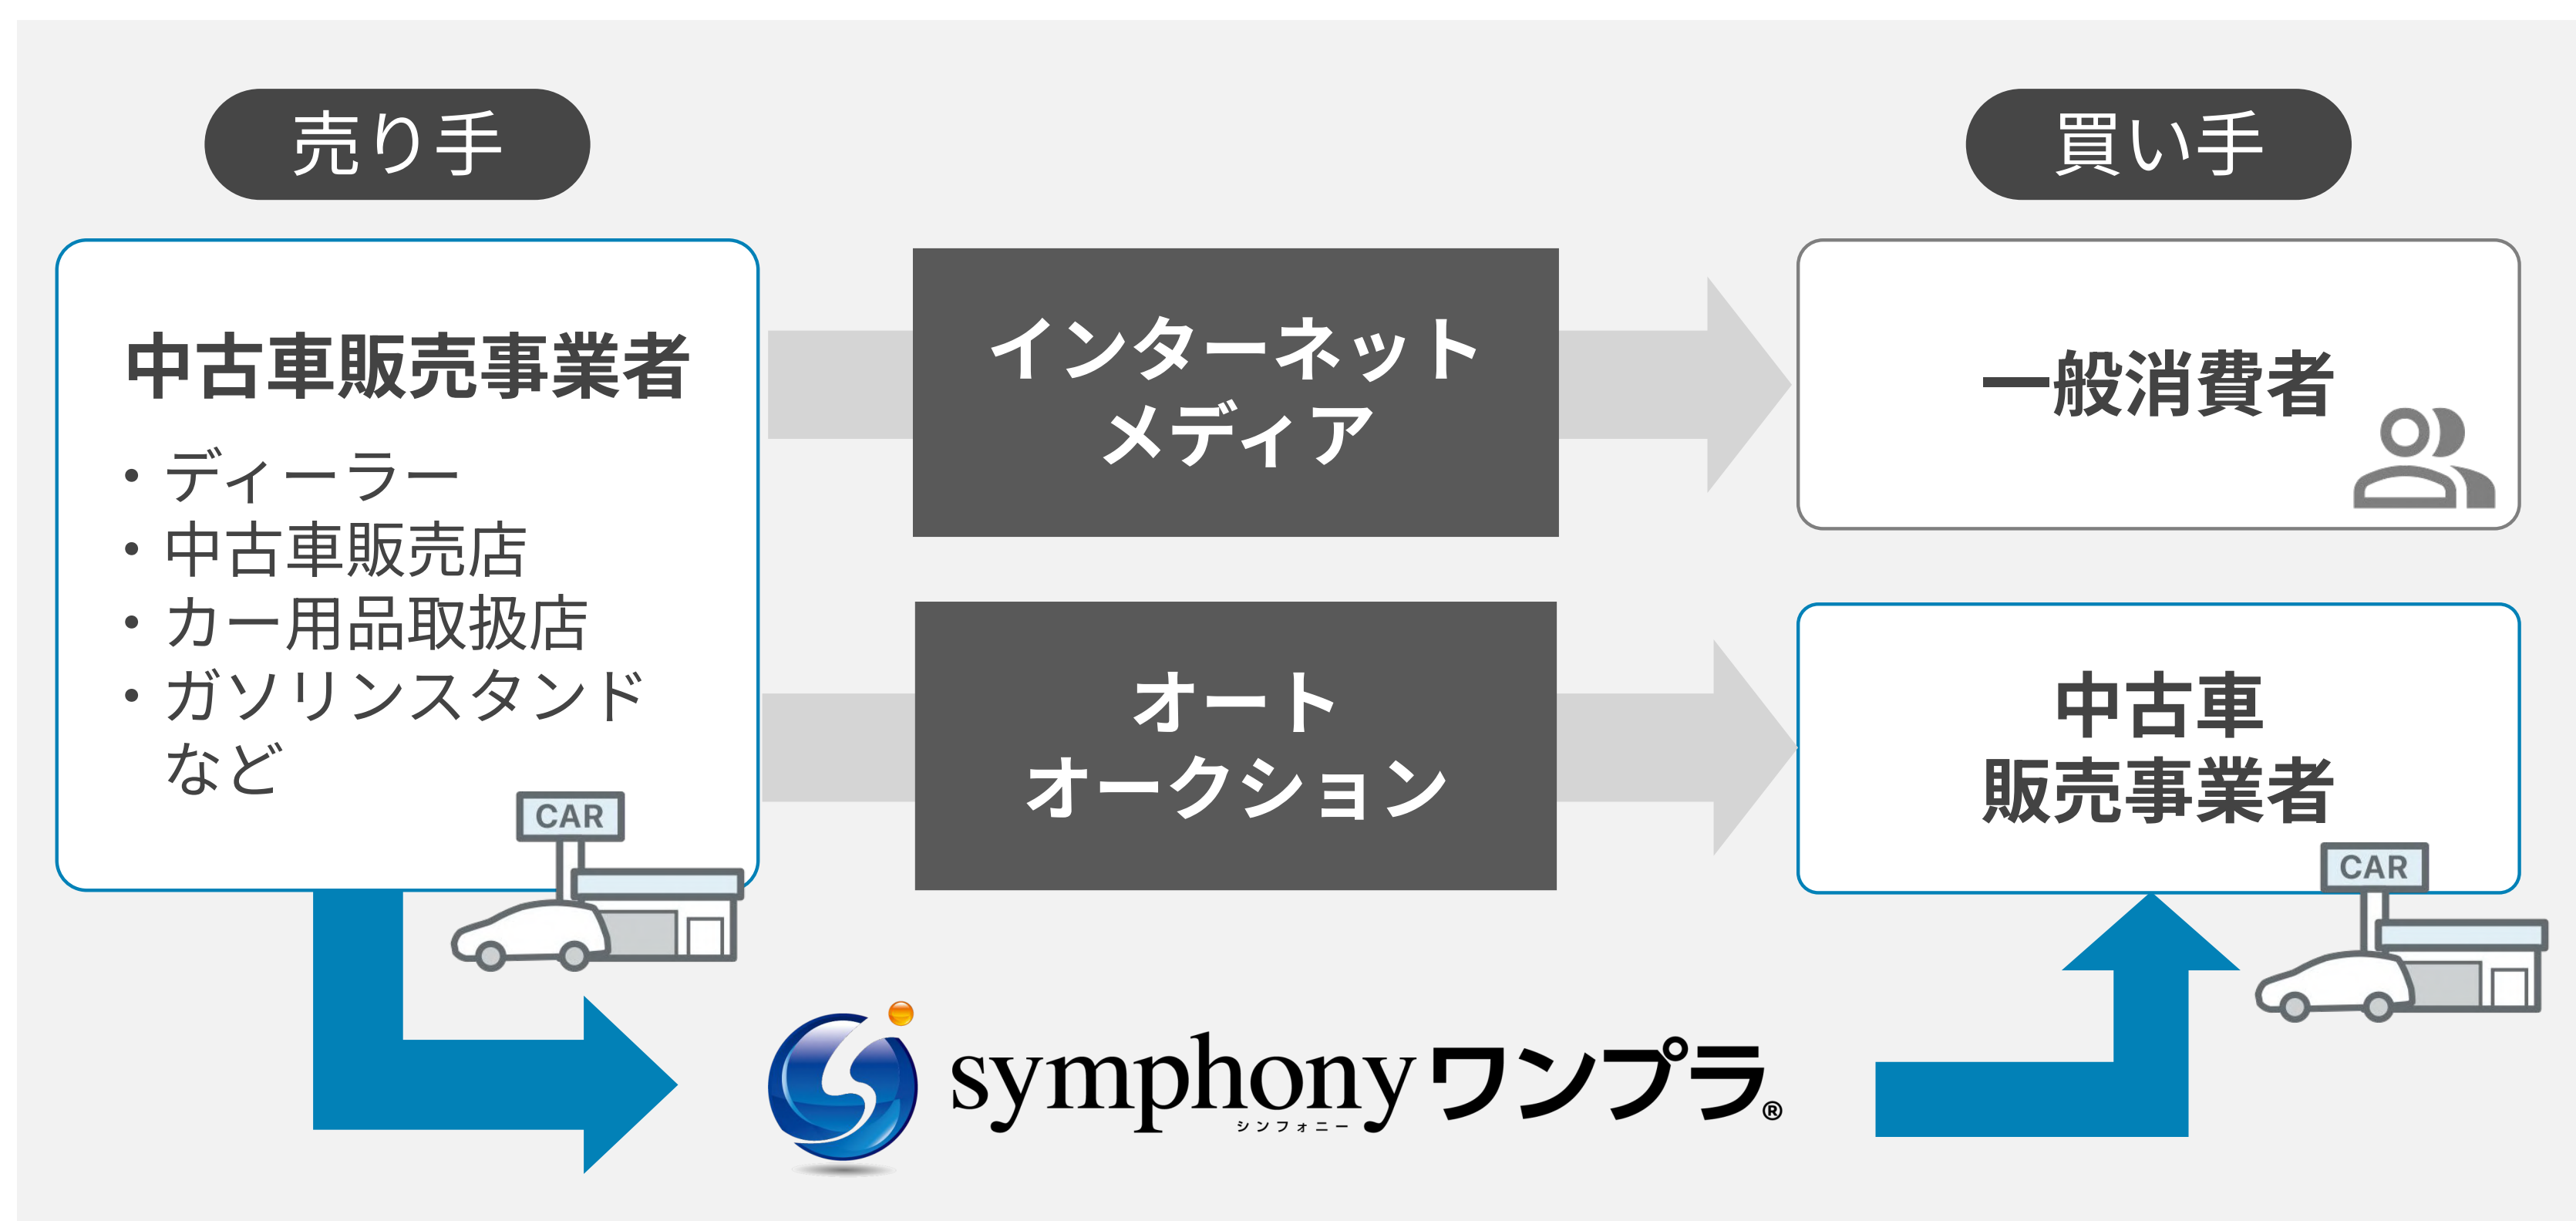 売り手
買い手
中古車販売事業者
・ディーラー
・中古車販売店
・カー用品取扱店
・ガソリンスタンド
など
CAR
インターネット
メディア
一般消費者
オート
オークション
中古車
販売事業者
CAR
symphonyワンプラ®
シンフォニー